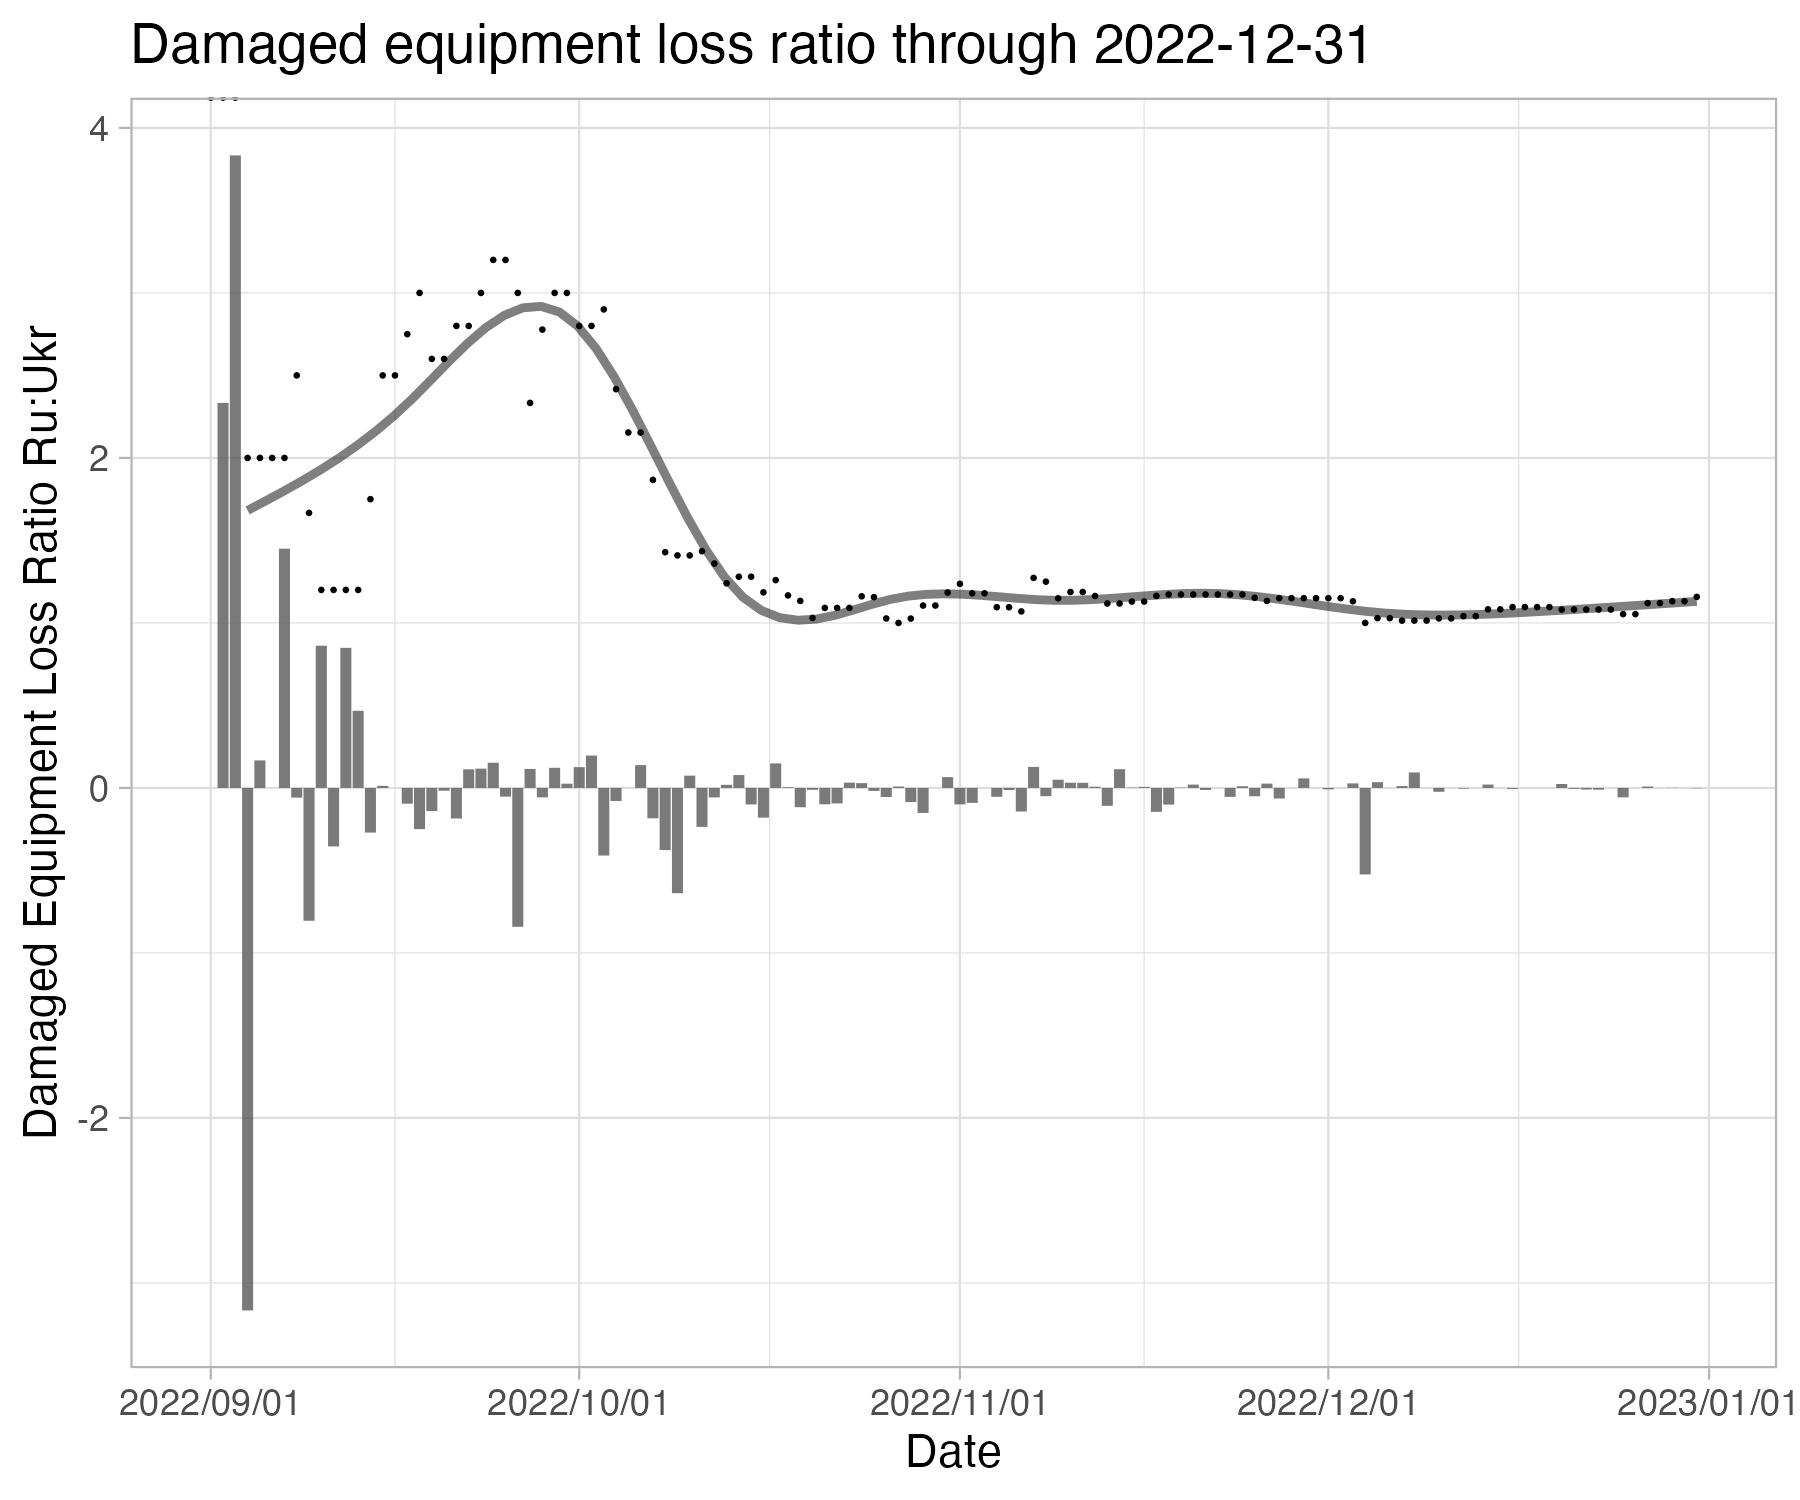 Damaged equipment loss ratio through 2022-12-31
Damaged Equipment Loss Ratio Ru:Ukr
4
2
0
-2
2022/09/01 2022/10/01 2022/11/01 2022/12/01 2023/01/01
Date